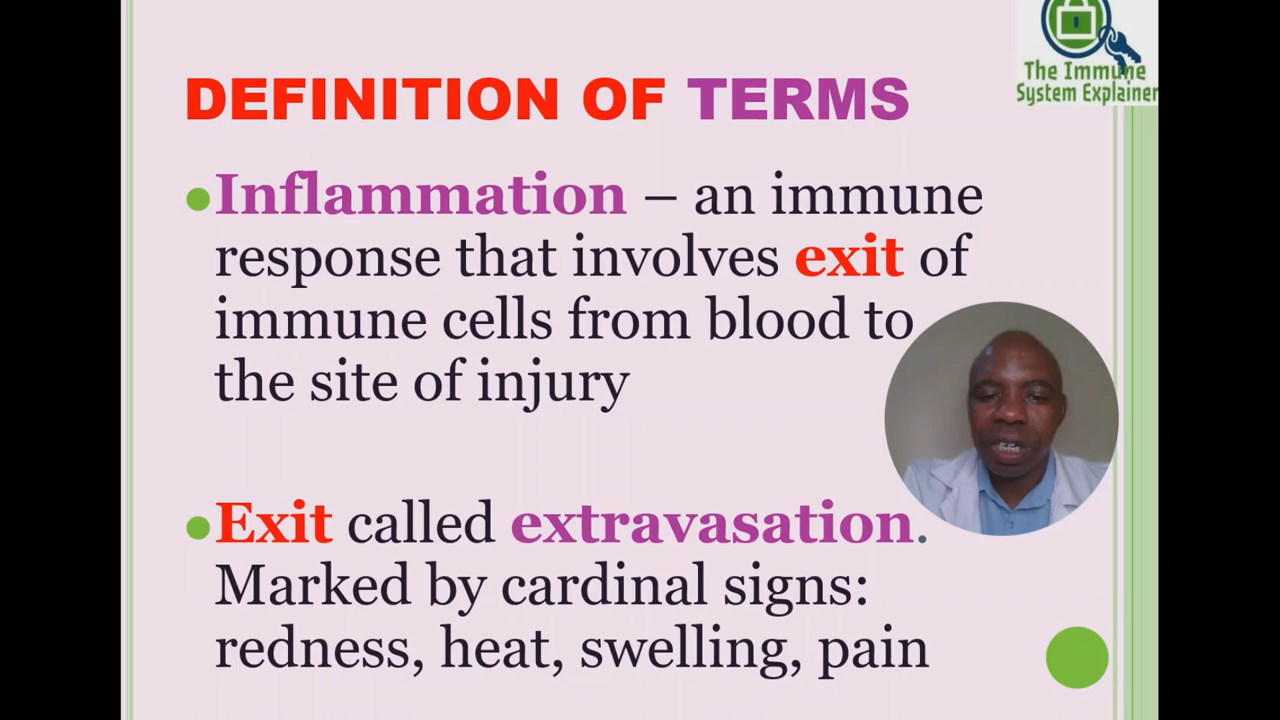 The Immune
System Explainer
DEFINITION OF TERMS
Inflammation – an immune
response that involves exit of
immune cells from blood to
the site of injury
Exit called extravasation.
Marked by cardinal signs:
redness, heat, swelling, pain